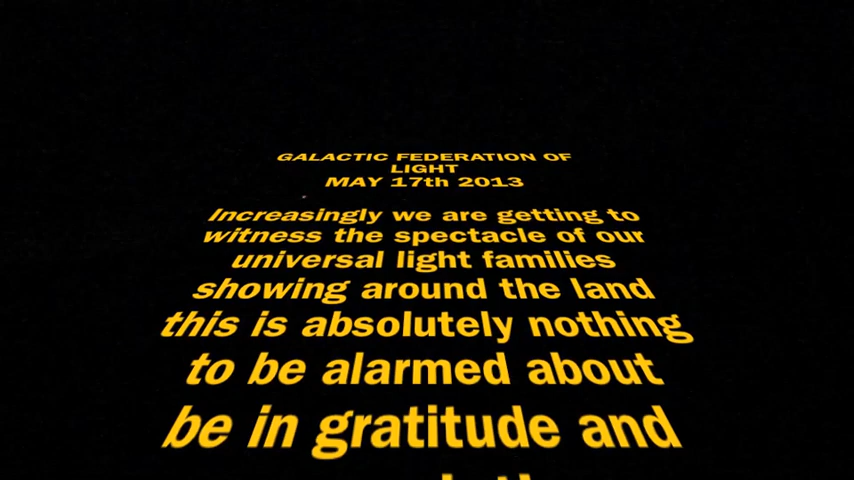 GALACTIC FEDERATION OF
LIGHT
MAY 17th 2013
Increasingly we are getting to
witness the spectacle of our
universal light families
showing around the land
this is absolutely nothing
to be alarmed about
be in gratitude and